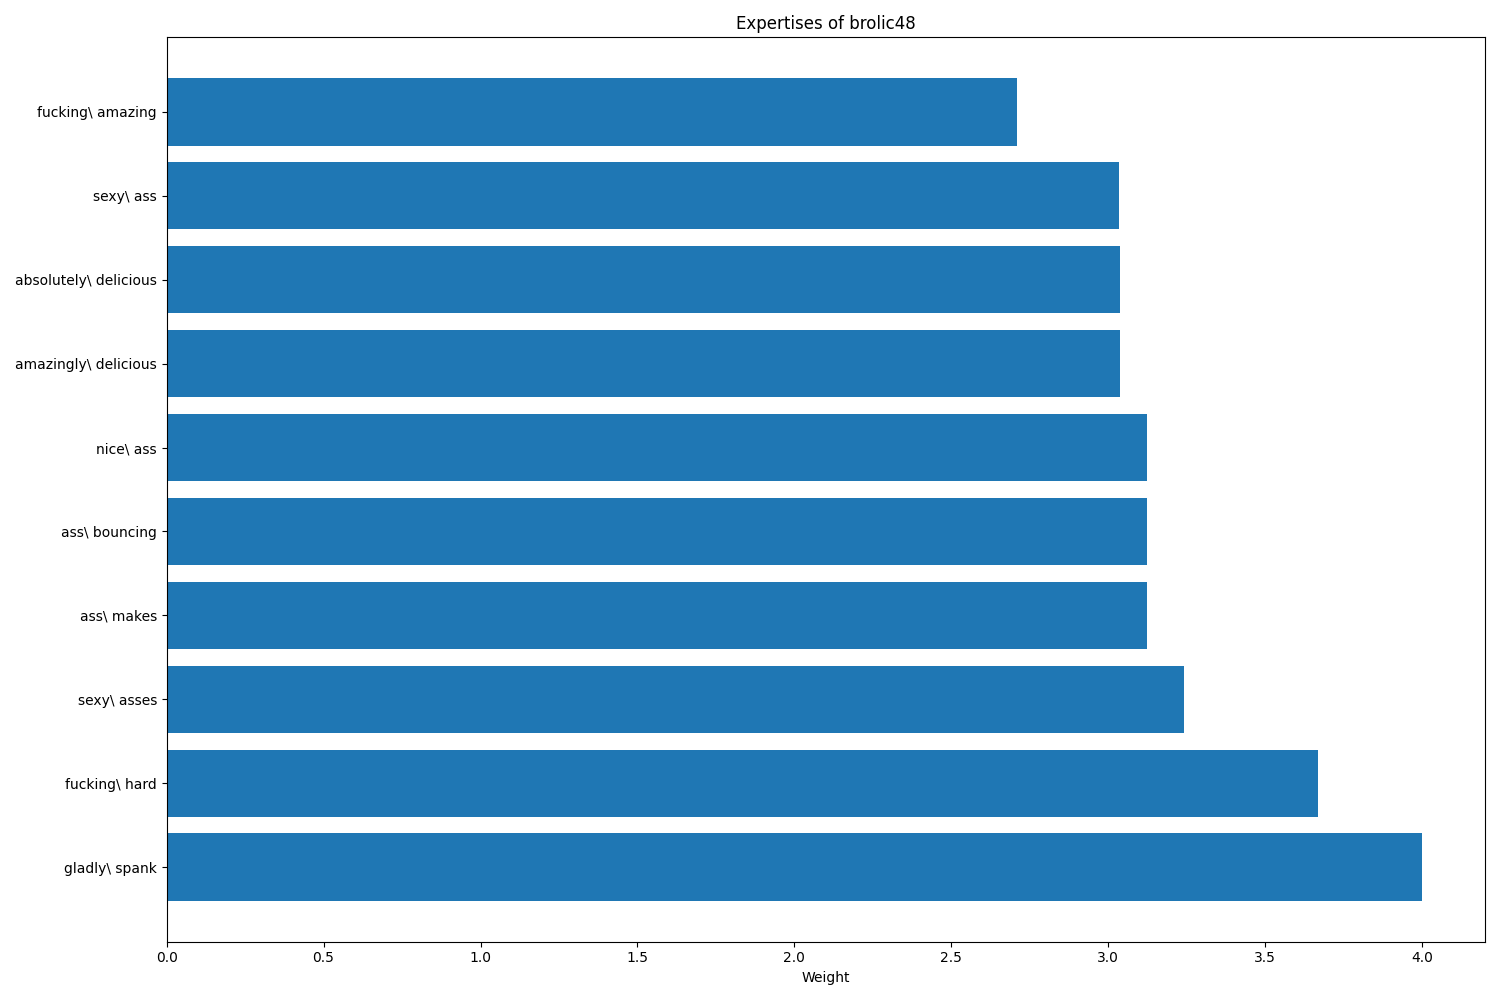 Expertises of brolic48
fucking\ amazing
sexy\ ass
absolutely\ delicious
amazingly\ delicious
nice\ ass
ass\ bouncing
ass\ makes
sexy\ asses
fucking\ hard
gladly\ spank
0.0 0.5 1.0 1.5 2.0 2.5 3.0 3.5 4.0
Weight